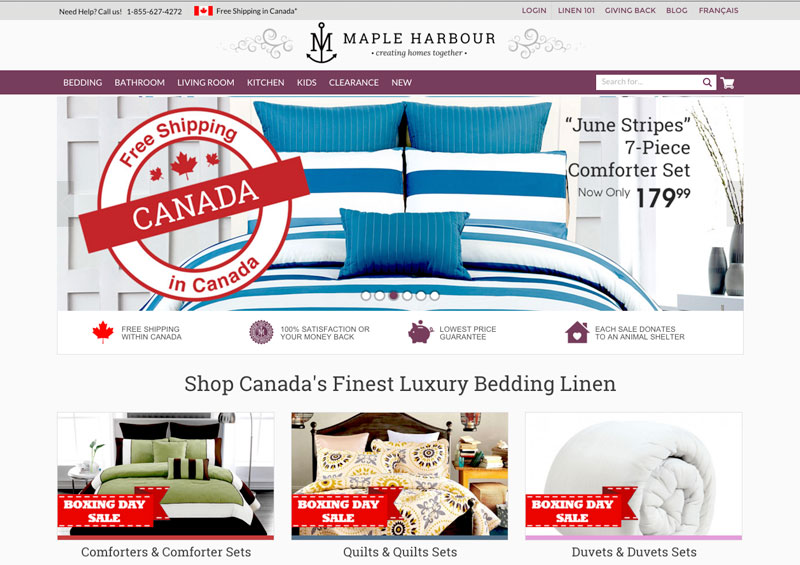 Need Help? Call us! 1-855-627-4272 Free Shipping in Canada*
LOGIN LINEN 101 GIVING BACK BLOG FRANÇAIS
M MAPLE HARBOUR
• creating homes together •
BEDDING BATHROOM LIVING ROOM KITCHEN KIDS CLEARANCE NEW
Search for...
Free Shipping
CANADA
in Canada
“June Stripes”
7-Piece
Comforter Set
Now Only 179⁹⁹
FREE SHIPPING
WITHIN CANADA
100% SATISFACTION OR
YOUR MONEY BACK
LOWEST PRICE
GUARANTEE
EACH SALE DONATES
TO AN ANIMAL SHELTER
Shop Canada's Finest Luxury Bedding Linen
BOXING DAY
SALE
Comforters & Comforter Sets
BOXING DAY
SALE
Quilts & Quilts Sets
BOXING DAY
SALE
Duvets & Duvets Sets